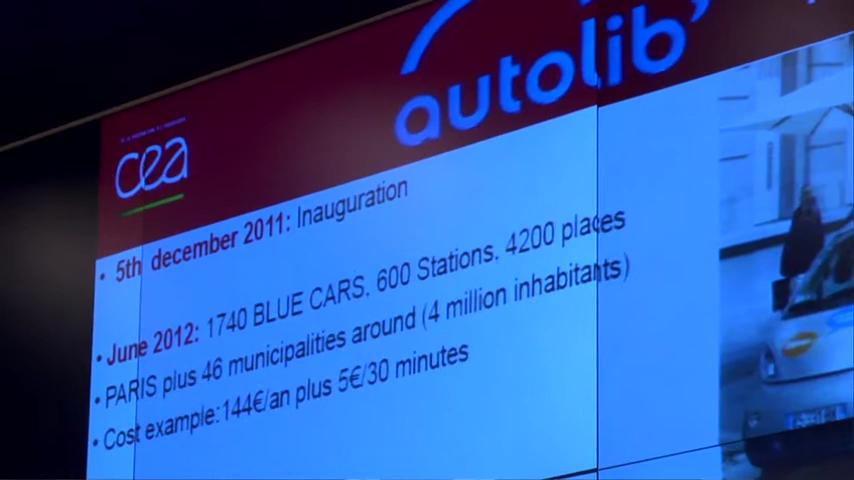 autolib'
cea
• 5th december 2011: Inauguration
• June 2012: 1740 BLUE CARS, 600 Stations, 4200 places
• PARIS plus 46 municipalities around (4 million inhabitants)
• Cost example:144€/an plus 5€/30 minutes